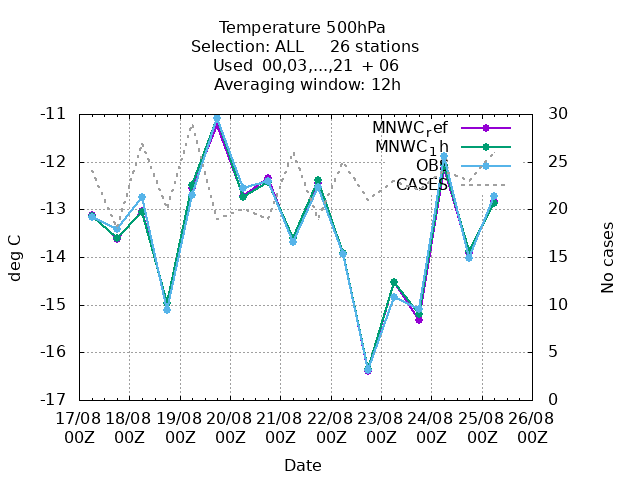 Temperature 500hPa
Selection: ALL 26 stations
Used 00,03,...,21 + 06
Averaging window: 12h
-11
-12
-13
-14
-15
-16
-17
deg C
30
25
20
15
10
5
0
No cases
MNWCref
MNWC1h
OBS
CASES
17/08 18/08 19/08 20/08 21/08 22/08 23/08 24/08 25/08 26/08
00Z 00Z 00Z 00Z 00Z 00Z 00Z 00Z 00Z 00Z
Date